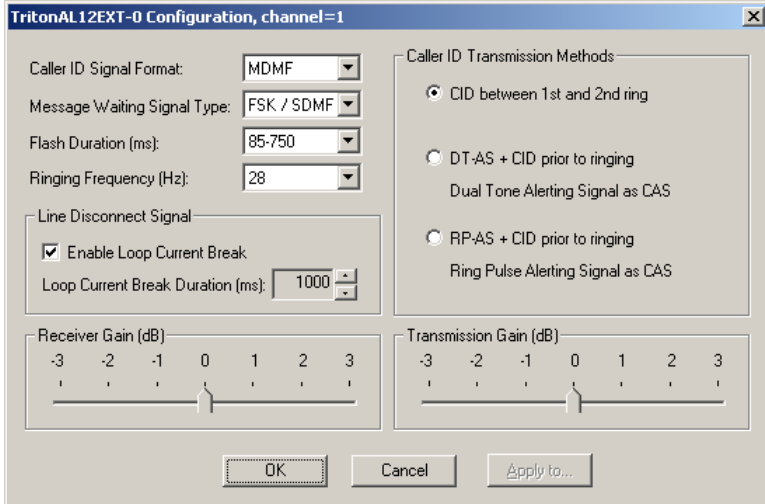 TritonAL12EXT-0 Configuration, channel=1
Caller ID Signal Format:
MDMF
Message Waiting Signal Type:
FSK / SDMF
Flash Duration (ms):
85-750
Ringing Frequency (Hz):
28
Line Disconnect Signal
Enable Loop Current Break
Loop Current Break Duration (ms):
1000
Caller ID Transmission Methods
CID between 1st and 2nd ring
DT-AS + CID prior to ringing
Dual Tone Alerting Signal as CAS
RP-AS + CID prior to ringing
Ring Pulse Alerting Signal as CAS
Receiver Gain (dB)
-3 -2 -1 0 1 2 3
Transmission Gain (dB)
-3 -2 -1 0 1 2 3
OK
Cancel
Apply to...